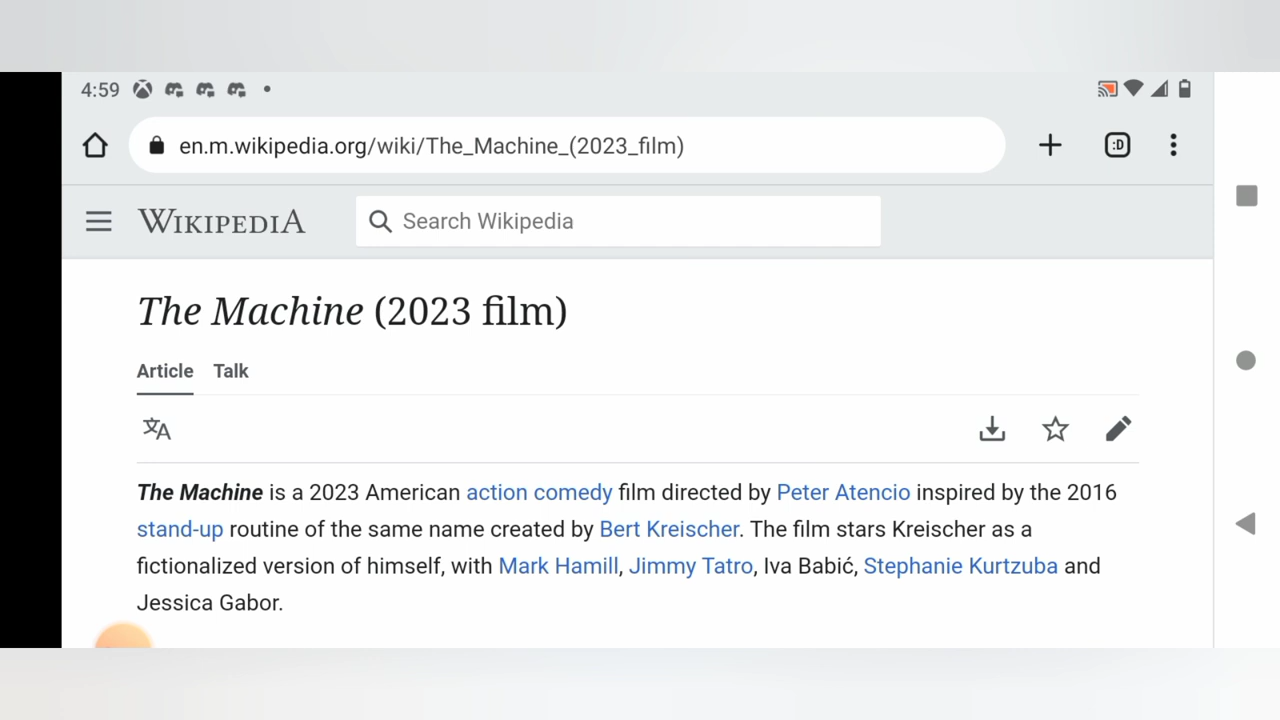 4:59
en.m.wikipedia.org/wiki/The_Machine_(2023_film)
:D
WIKIPEDIA
Search Wikipedia
The Machine (2023 film)
Article Talk
文A
The Machine is a 2023 American action comedy film directed by Peter Atencio inspired by the 2016
stand-up routine of the same name created by Bert Kreischer. The film stars Kreischer as a
fictionalized version of himself, with Mark Hamill, Jimmy Tatro, Iva Babić, Stephanie Kurtzuba and
Jessica Gabor.